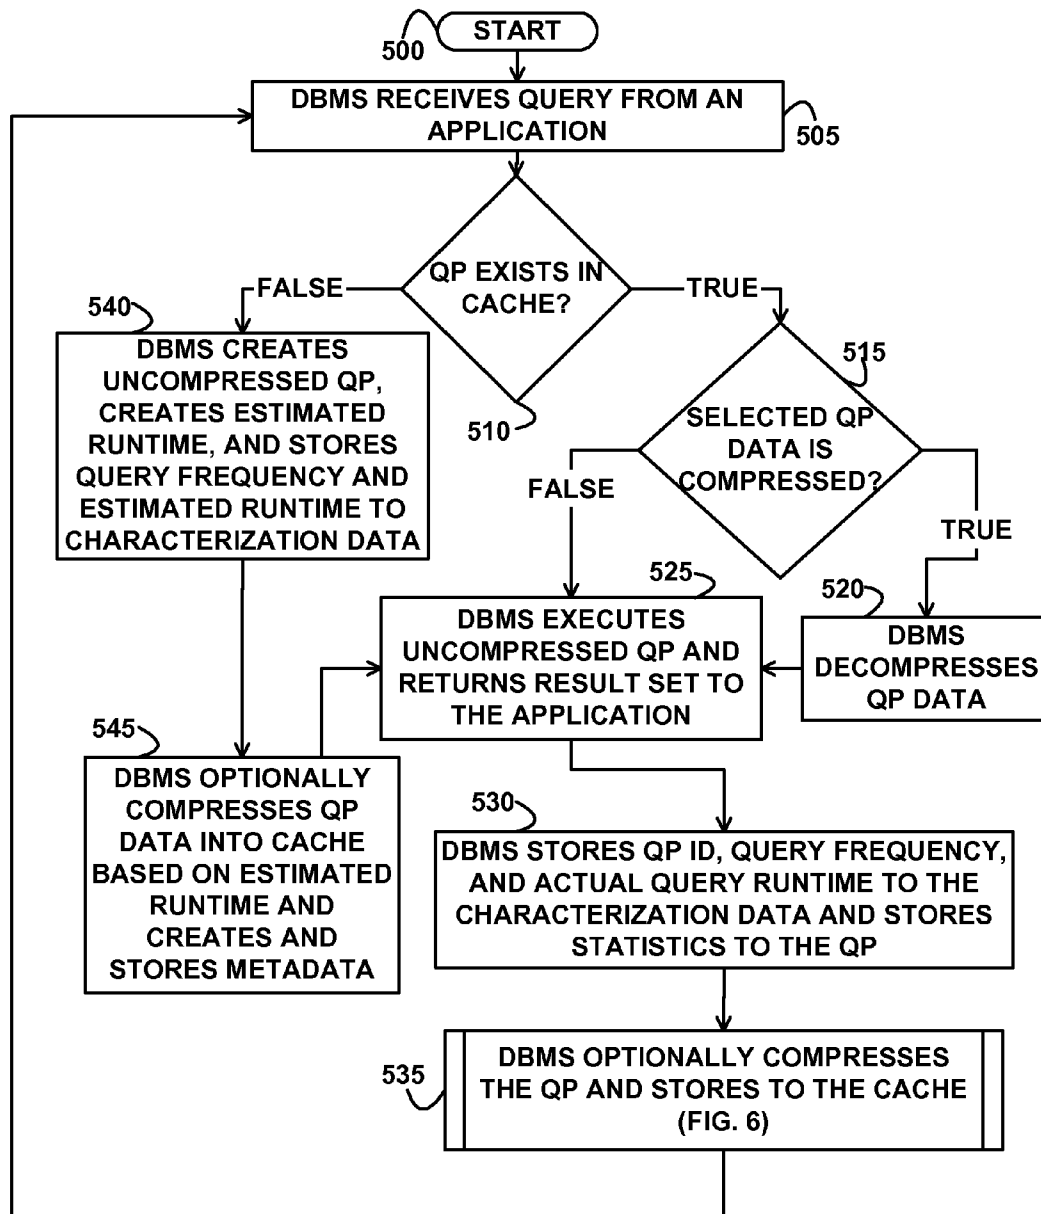 START
500
DBMS RECEIVES QUERY FROM AN
APPLICATION
505
QP EXISTS IN
CACHE?
510
FALSE
TRUE
540
DBMS CREATES
UNCOMPRESSED QP,
CREATES ESTIMATED
RUNTIME, AND STORES
QUERY FREQUENCY AND
ESTIMATED RUNTIME TO
CHARACTERIZATION DATA
515
SELECTED QP
DATA IS
COMPRESSED?
FALSE
TRUE
525
DBMS EXECUTES
UNCOMPRESSED QP AND
RETURNS RESULT SET TO
THE APPLICATION
520
DBMS
DECOMPRESSES
QP DATA
545
DBMS OPTIONALLY
COMPRESSES QP
DATA INTO CACHE
BASED ON ESTIMATED
RUNTIME AND
CREATES AND
STORES METADATA
530
DBMS STORES QP ID, QUERY FREQUENCY,
AND ACTUAL QUERY RUNTIME TO THE
CHARACTERIZATION DATA AND STORES
STATISTICS TO THE QP
535
DBMS OPTIONALLY COMPRESSES
THE QP AND STORES TO THE CACHE
(FIG. 6)